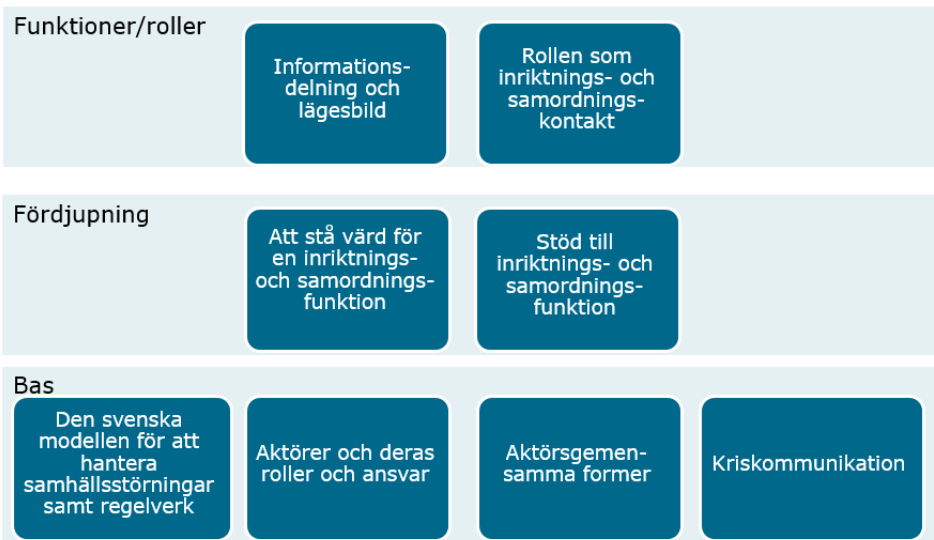 Funktioner/roller
Informations-
delning och
lägesbild
Rollen som
inriktnings- och
samordnings-
kontakt
Fördjupning
Att stå värd för
en inriktnings-
och samordnings-
funktion
Stöd till
inriktnings- och
samordnings-
funktion
Bas
Den svenska
modellen för att
hantera
samhällsstörningar
samt regelverk
Aktörer och deras
roller och ansvar
Aktörsgemen-
samma former
Kriskommunikation